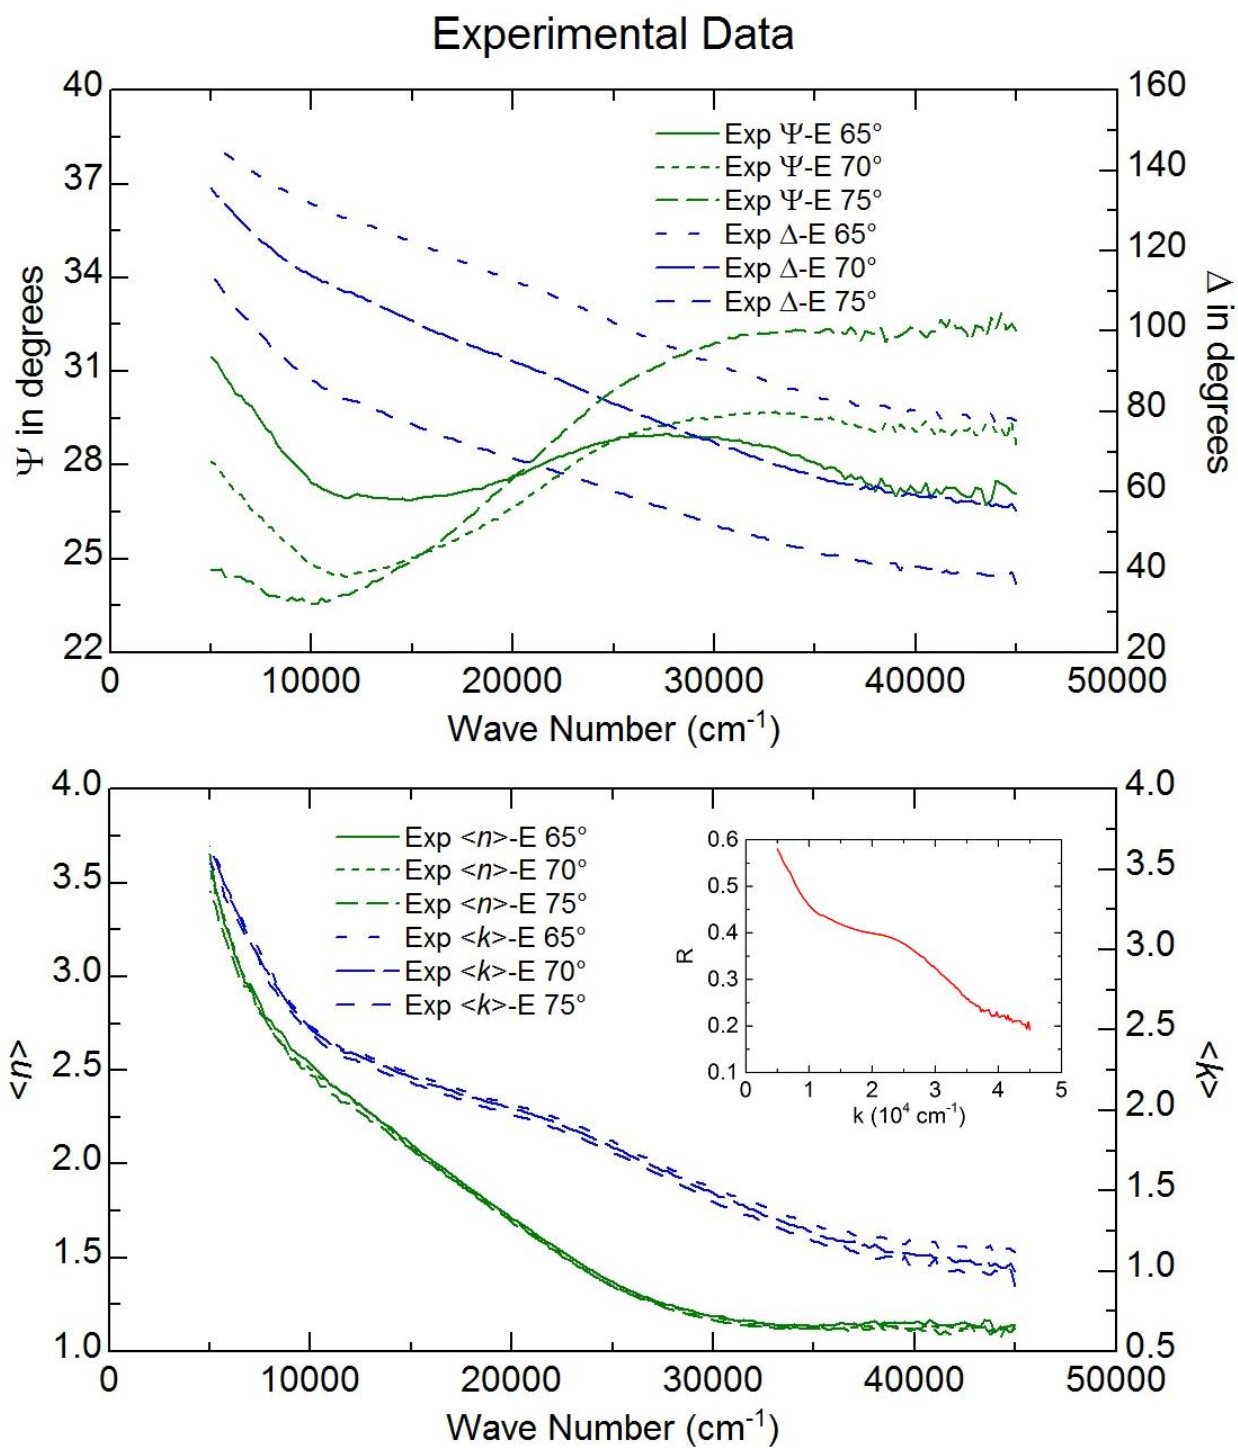 Experimental Data
40
37
34
31
28
25
22
Ψ in degrees
160
140
120
100
80
60
40
20
Δ in degrees
Exp Ψ-E 65°
Exp Ψ-E 70°
Exp Ψ-E 75°
Exp Δ-E 65°
Exp Δ-E 70°
Exp Δ-E 75°
0 10000 20000 30000 40000 50000
Wave Number (cm⁻¹)
4.0
3.5
3.0
2.5
2.0
1.5
1.0
<n>
4.0
3.5
3.0
2.5
2.0
1.5
1.0
0.5
<k>
Exp <n>-E 65°
Exp <n>-E 70°
Exp <n>-E 75°
Exp <k>-E 65°
Exp <k>-E 70°
Exp <k>-E 75°
0.6
0.5
0.4
0.3
0.2
0.1
R
0 1 2 3 4 5
k (10⁴ cm⁻¹)
0 10000 20000 30000 40000 50000
Wave Number (cm⁻¹)